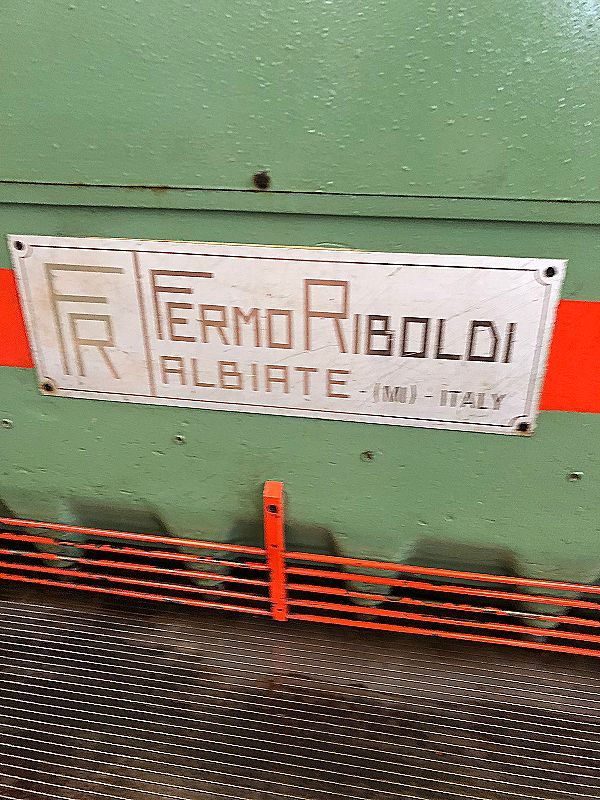 FR
FERMO RIBOLDI
ALBIATE - (MI) - ITALY